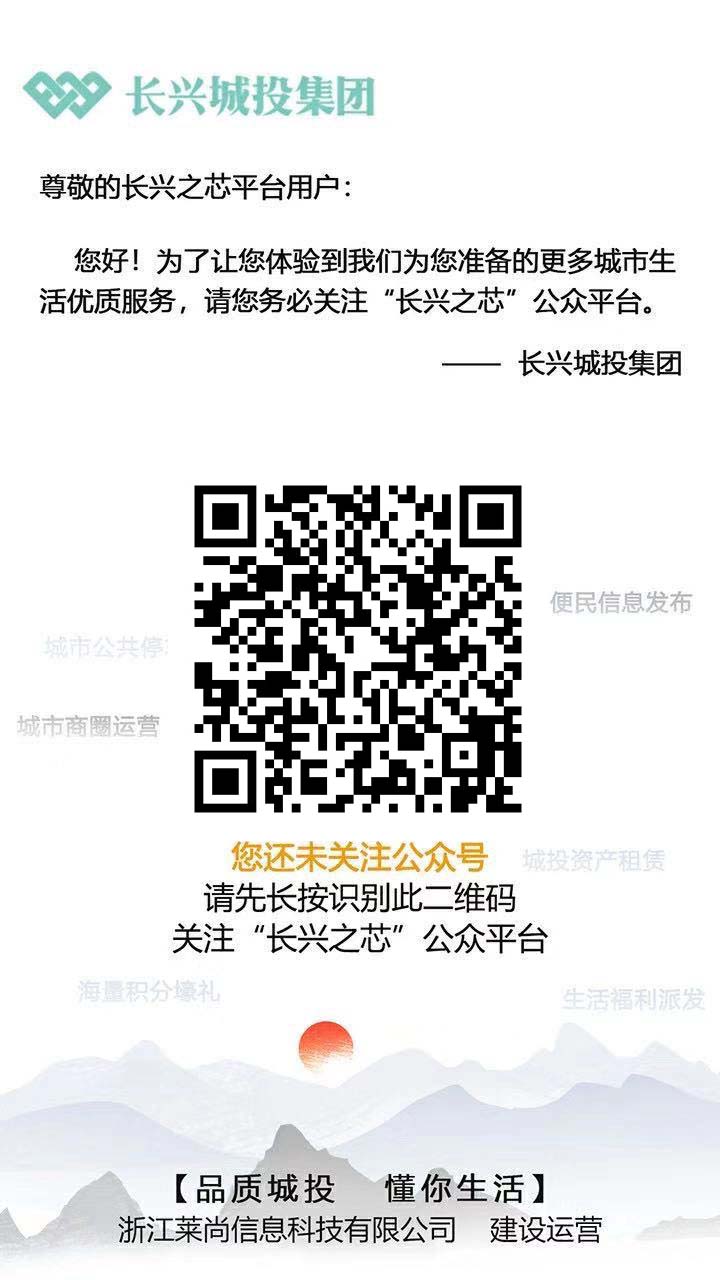 长兴城投集团
尊敬的长兴之芯平台用户：
您好！为了让您体验到我们为您准备的更多城市生
活优质服务，请您务必关注“长兴之芯”公众平台。
—— 长兴城投集团
便民信息发布
城市公共停
城市商圈运营
您还未关注公众号
城投资产租赁
请先长按识别此二维码
关注“长兴之芯”公众平台
海量积分壕礼
生活福利派发
【品质城投 懂你生活】
浙江莱尚信息科技有限公司 建设运营